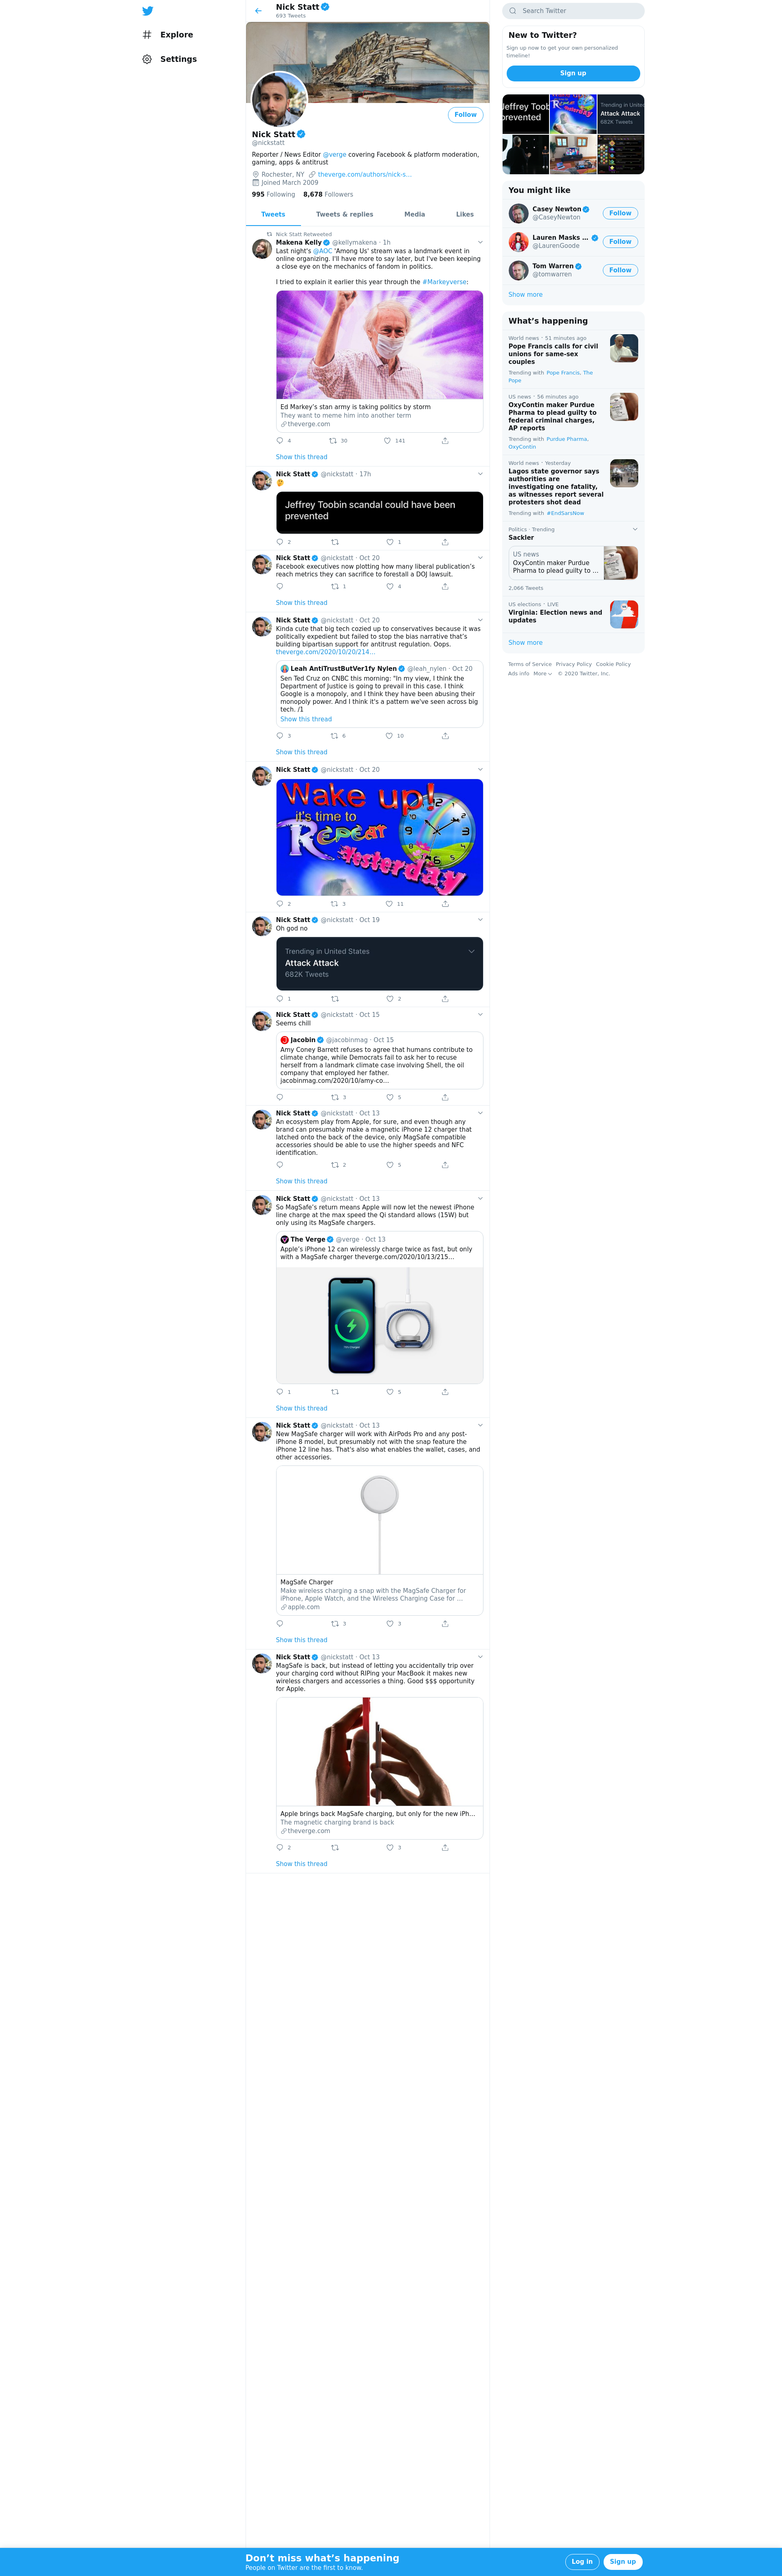 Explore
Settings
Nick Statt
693 Tweets
Follow
Nick Statt
@nickstatt
Reporter / News Editor @verge covering Facebook & platform moderation,
gaming, apps & antitrust
Rochester, NY theverge.com/authors/nick-s…
Joined March 2009
995 Following 8,678 Followers
Tweets Tweets & replies Media Likes
Nick Statt Retweeted
Makena Kelly @kellymakena · 1h
Last night's @AOC 'Among Us' stream was a landmark event in
online organizing. I'll have more to say later, but I've been keeping
a close eye on the mechanics of fandom in politics.
I tried to explain it earlier this year through the #Markeyverse:
Ed Markey's stan army is taking politics by storm
They want to meme him into another term
theverge.com
4 30 141
Show this thread
Nick Statt @nickstatt · 17h
🤔
Jeffrey Toobin scandal could have been
prevented
2 1
Nick Statt @nickstatt · Oct 20
Facebook executives now plotting how many liberal publication's
reach metrics they can sacrifice to forestall a DOJ lawsuit.
1 4
Show this thread
Nick Statt @nickstatt · Oct 20
Kinda cute that big tech cozied up to conservatives because it was
politically expedient but failed to stop the bias narrative that's
building bipartisan support for antitrust regulation. Oops.
theverge.com/2020/10/20/214…
Leah AntiTrustButVer1fy Nylen @leah_nylen · Oct 20
Sen Ted Cruz on CNBC this morning: "In my view, I think the
Department of Justice is going to prevail in this case. I think
Google is a monopoly, and I think they have been abusing their
monopoly power. And I think it's a pattern we've seen across big
tech. /1
Show this thread
3 6 10
Show this thread
Nick Statt @nickstatt · Oct 20
Wake up!
it's time to
REPEAT
Yesterday
2 3 11
Nick Statt @nickstatt · Oct 19
Oh god no
Trending in United States
Attack Attack
682K Tweets
1 2
Nick Statt @nickstatt · Oct 15
Seems chill
Jacobin @jacobinmag · Oct 15
Amy Coney Barrett refuses to agree that humans contribute to
climate change, while Democrats fail to ask her to recuse
herself from a landmark climate case involving Shell, the oil
company that employed her father.
jacobinmag.com/2020/10/amy-co…
3 5
Nick Statt @nickstatt · Oct 13
An ecosystem play from Apple, for sure, and even though any
brand can presumably make a magnetic iPhone 12 charger that
latched onto the back of the device, only MagSafe compatible
accessories should be able to use the higher speeds and NFC
identification.
2 5
Show this thread
Nick Statt @nickstatt · Oct 13
So MagSafe's return means Apple will now let the newest iPhone
line charge at the max speed the Qi standard allows (15W) but
only using its MagSafe chargers.
The Verge @verge · Oct 13
Apple's iPhone 12 can wirelessly charge twice as fast, but only
with a MagSafe charger theverge.com/2020/10/13/215…
1 5
Show this thread
Nick Statt @nickstatt · Oct 13
New MagSafe charger will work with AirPods Pro and any post-
iPhone 8 model, but presumably not with the snap feature the
iPhone 12 line has. That's also what enables the wallet, cases, and
other accessories.
MagSafe Charger
Make wireless charging a snap with the MagSafe Charger for
iPhone, Apple Watch, and the Wireless Charging Case for …
apple.com
3 3
Show this thread
Nick Statt @nickstatt · Oct 13
MagSafe is back, but instead of letting you accidentally trip over
your charging cord without RIPing your MacBook it makes new
wireless chargers and accessories a thing. Good $$$ opportunity
for Apple.
Apple brings back MagSafe charging, but only for the new iPh…
The magnetic charging brand is back
theverge.com
2 3
Show this thread
Search Twitter
New to Twitter?
Sign up now to get your own personalized
timeline!
Sign up
Jeffrey Toob
prevented
Yesterday
Trending in United
Attack Attack
682K Tweets
You might like
Casey Newton
@CaseyNewton
Follow
Lauren Masks …
@LaurenGoode
Follow
Tom Warren
@tomwarren
Follow
Show more
What's happening
World news · 51 minutes ago
Pope Francis calls for civil
unions for same-sex
couples
Trending with Pope Francis, The
Pope
US news · 56 minutes ago
OxyContin maker Purdue
Pharma to plead guilty to
federal criminal charges,
AP reports
Trending with Purdue Pharma,
OxyContin
World news · Yesterday
Lagos state governor says
authorities are
investigating one fatality,
as witnesses report several
protesters shot dead
Trending with #EndSarsNow
Politics · Trending
Sackler
US news
OxyContin maker Purdue
Pharma to plead guilty to …
2,066 Tweets
US elections · LIVE
Virginia: Election news and
updates
Show more
Terms of Service Privacy Policy Cookie Policy
Ads info More © 2020 Twitter, Inc.
Don't miss what's happening
People on Twitter are the first to know.
Log in Sign up